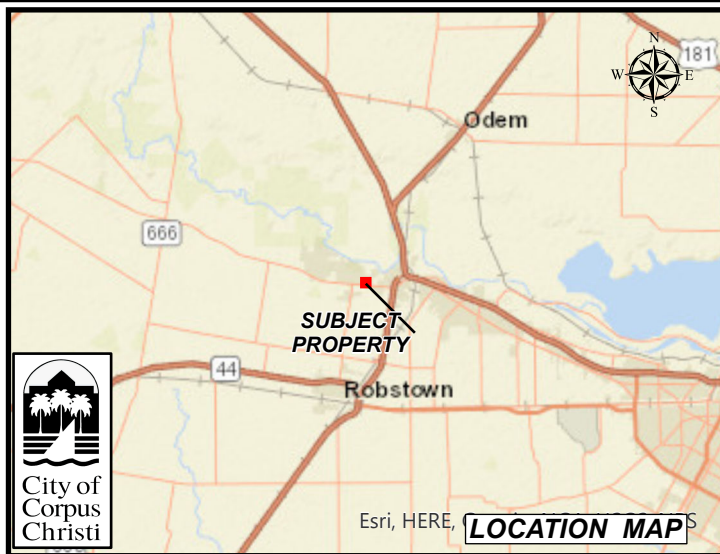 N
181
W E
S
Odem
666
SUBJECT
PROPERTY
44
Robstown
City of
Corpus
Christi
Esri, HERE,
LOCATION MAP